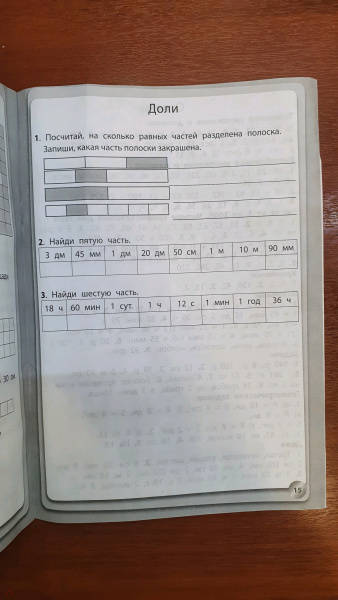 Доли
1. Посчитай, на сколько равных частей разделена полоска.
Запиши, какая часть полоски закрашена.
2. Найди пятую часть.
3 дм 45 мм 1 дм 20 дм 50 см 1 м 10 м 90 мм
3. Найди шестую часть.
18 ч 60 мин 1 сут. 1 ч 12 с 1 мин 1 год 36 ч
30 см
15